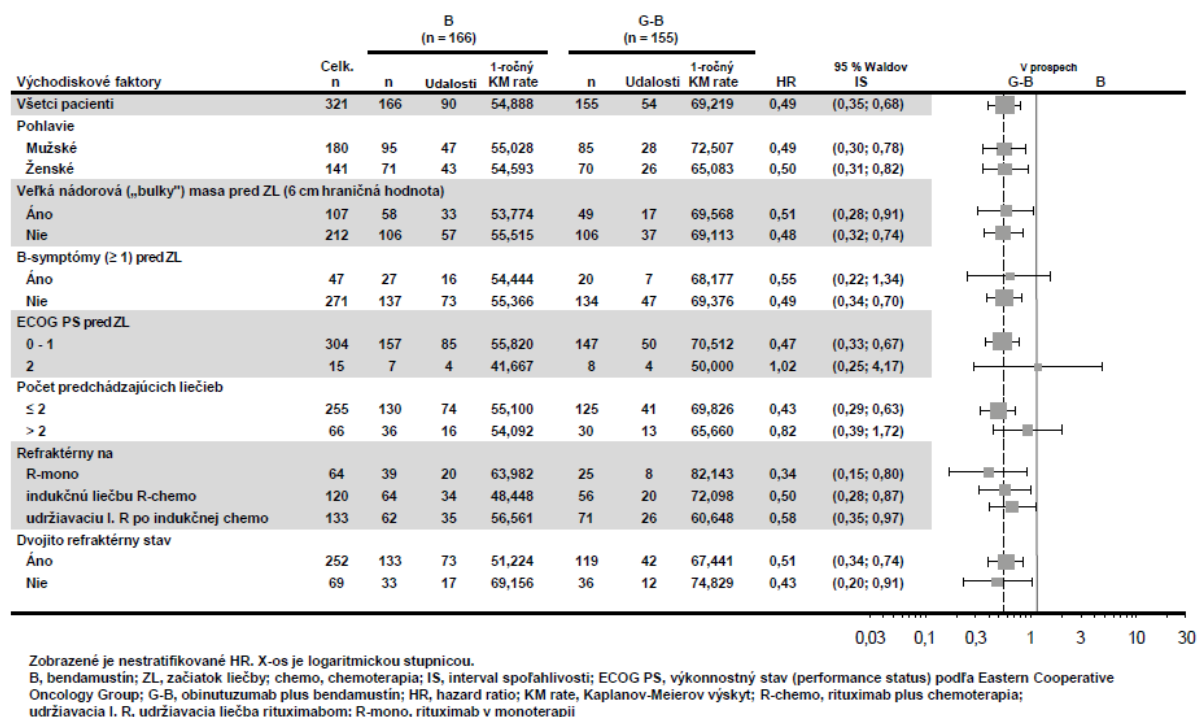 B G-B
(n = 166) (n = 155)
Celk. 1-ročný 1-ročný 95 % Waldov V prospech
Východiskové faktory n n Udalosti KM rate n Udalosti KM rate HR IS G-B B
Všetci pacienti 321 166 90 54,888 155 54 69,219 0,49 (0,35; 0,68)
Pohlavie
Mužské 180 95 47 55,028 85 28 72,507 0,49 (0,30; 0,78)
Ženské 141 71 43 54,593 70 26 65,083 0,50 (0,31; 0,82)
Veľká nádorová („bulky") masa pred ZL (6 cm hraničná hodnota)
Áno 107 58 33 53,774 49 17 69,568 0,51 (0,28; 0,91)
Nie 212 106 57 55,515 106 37 69,113 0,48 (0,32; 0,74)
B-symptómy (≥ 1) pred ZL
Áno 47 27 16 54,444 20 7 68,177 0,55 (0,22; 1,34)
Nie 271 137 73 55,366 134 47 69,376 0,49 (0,34; 0,70)
ECOG PS pred ZL
0 - 1 304 157 85 55,820 147 50 70,512 0,47 (0,33; 0,67)
2 15 7 4 41,667 8 4 50,000 1,02 (0,25; 4,17)
Počet predchádzajúcich liečieb
≤ 2 255 130 74 55,100 125 41 69,826 0,43 (0,29; 0,63)
> 2 66 36 16 54,092 30 13 65,660 0,82 (0,39; 1,72)
Refraktérny na
R-mono 64 39 20 63,982 25 8 82,143 0,34 (0,15; 0,80)
indukčnú liečbu R-chemo 120 64 34 48,448 56 20 72,098 0,50 (0,28; 0,87)
udržiavaciu l. R po indukčnej chemo 133 62 35 56,561 71 26 60,648 0,58 (0,35; 0,97)
Dvojito refraktérny stav
Áno 252 133 73 51,224 119 42 67,441 0,51 (0,34; 0,74)
Nie 69 33 17 69,156 36 12 74,829 0,43 (0,20; 0,91)
0,03 0,1 0,3 1 3 10 30
Zobrazené je nestratifikované HR. X-os je logaritmickou stupnicou.
B, bendamustín; ZL, začiatok liečby; chemo, chemoterapia; IS, interval spoľahlivosti; ECOG PS, výkonnostný stav (performance status) podľa Eastern Cooperative
Oncology Group; G-B, obinutuzumab plus bendamustín; HR, hazard ratio; KM rate, Kaplanov-Meierov výskyt; R-chemo, rituximab plus chemoterapia;
udržiavacia l. R, udržiavacia liečba rituximabom; R-mono, rituximab v monoterapii